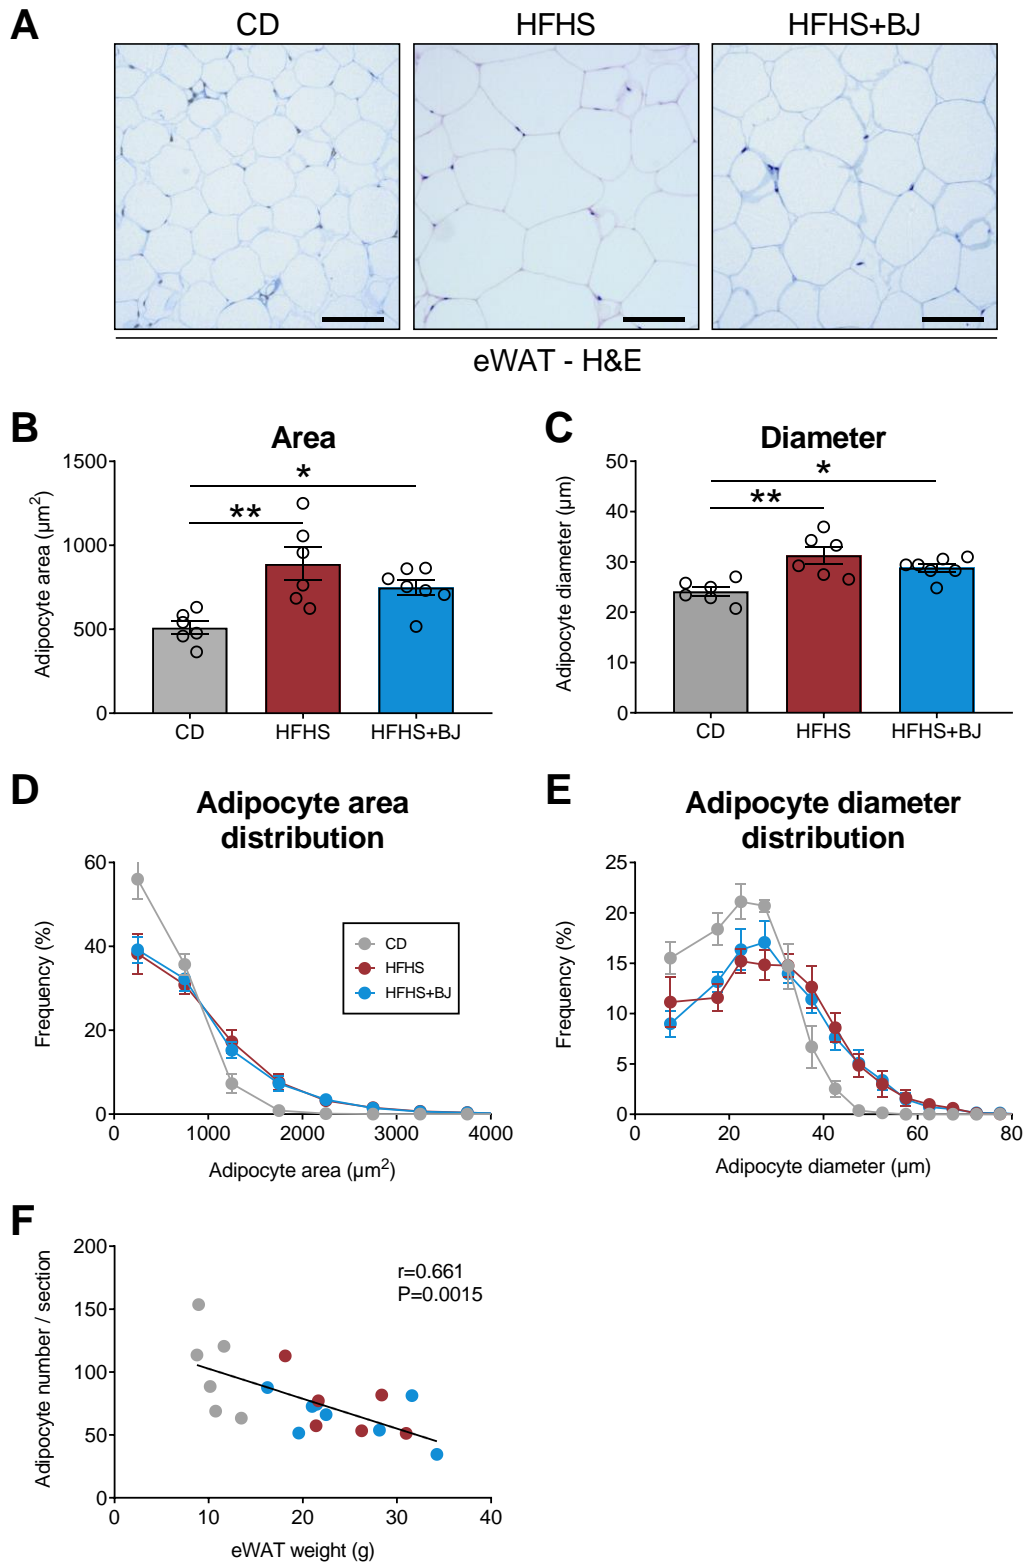 A
CD HFHS HFHS+BJ
eWAT - H&E
B
Area
Adipocyte area (µm²)
1500
1000
500
0
*
**
CD HFHS HFHS+BJ
C
Diameter
Adipocyte diameter (µm)
50
40
30
20
10
0
*
**
CD HFHS HFHS+BJ
D
Adipocyte area
distribution
Frequency (%)
60
40
20
0
CD
HFHS
HFHS+BJ
0 1000 2000 3000 4000
Adipocyte area (µm²)
E
Adipocyte diameter
distribution
Frequency (%)
25
20
15
10
5
0
0 20 40 60 80
Adipocyte diameter (µm)
F
Adipocyte number / section
200
150
100
50
0
r=0.661
P=0.0015
0 10 20 30 40
eWAT weight (g)